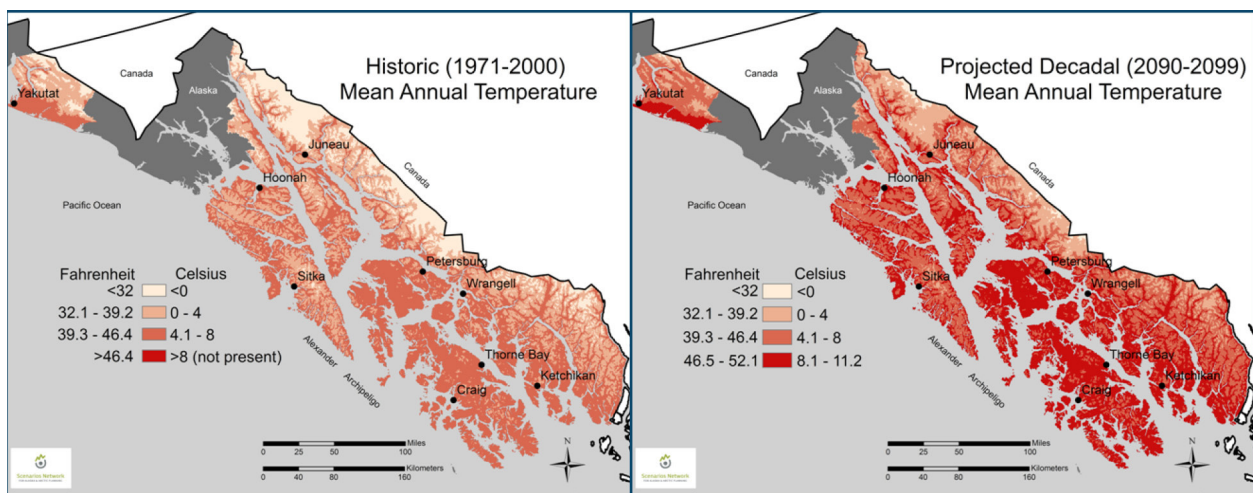 Historic (1971-2000)
Mean Annual Temperature
Canada
Alaska
Yakutat
Juneau
Hoonah
Canada
Pacific Ocean
Petersburg
Sitka
Wrangell
Fahrenheit Celsius
<32 <0
32.1 - 39.2 0 - 4
39.3 - 46.4 4.1 - 8
>46.4 >8 (not present)
Alexander Archipeligo
Thorne Bay
Ketchikan
Craig
N
Miles
0 25 50 100
Kilometers
0 40 80 160
Scenarios Network
Projected Decadal (2090-2099)
Mean Annual Temperature
Canada
Alaska
Yakutat
Juneau
Hoonah
Canada
Pacific Ocean
Petersburg
Sitka
Wrangell
Fahrenheit Celsius
<32 <0
32.1 - 39.2 0 - 4
39.3 - 46.4 4.1 - 8
46.5 - 52.1 8.1 - 11.2
Alexander Archipeligo
Thorne Bay
Ketchikan
Craig
N
Miles
0 25 50 100
Kilometers
0 40 80 160
Scenarios Network